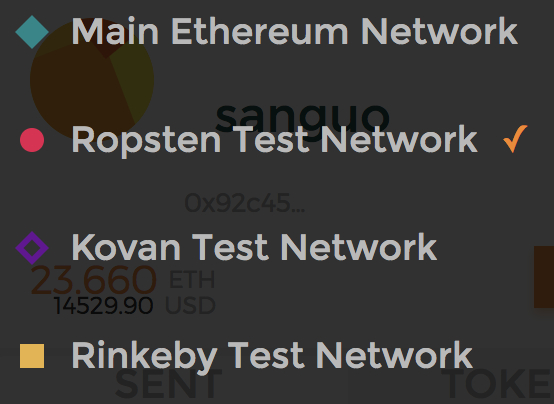 Main Ethereum Network
sanguo
Ropsten Test Network ✓
0x92c45...
Kovan Test Network
23.660 ETH
14529.90 USD
Rinkeby Test Network
SENT TOKE